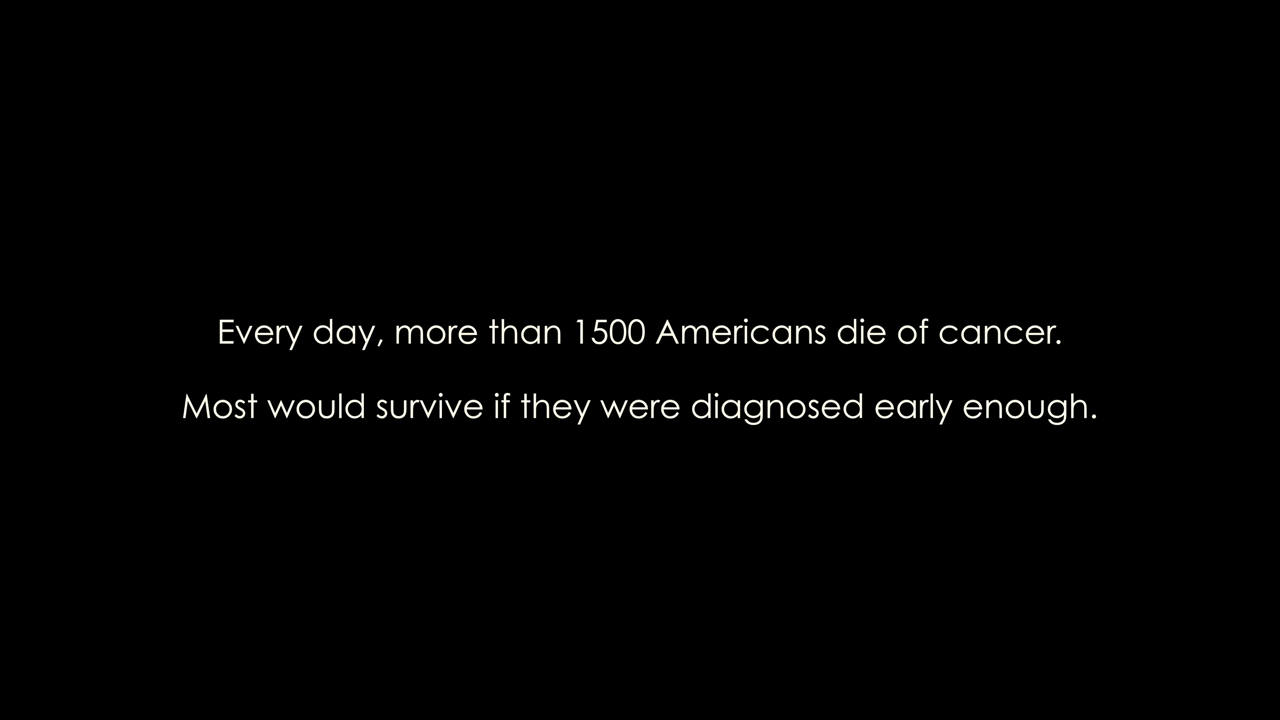 Every day, more than 1500 Americans die of cancer.
Most would survive if they were diagnosed early enough.